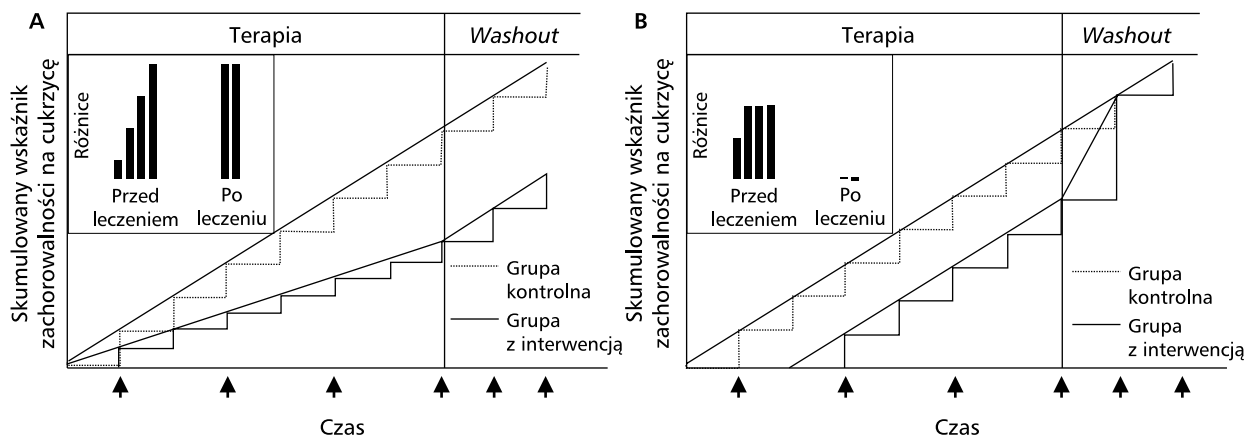 A
Terapia
Washout
Skumulowany wskaźnik
zachorowalności na cukrzycę
Różnice
Przed
leczeniem
Po
leczeniu
Grupa
kontrolna
Grupa
z interwencją
Czas
B
Terapia
Washout
Skumulowany wskaźnik
zachorowalności na cukrzycę
Różnice
Przed
leczeniem
Po
leczeniu
Grupa
kontrolna
Grupa
z interwencją
Czas